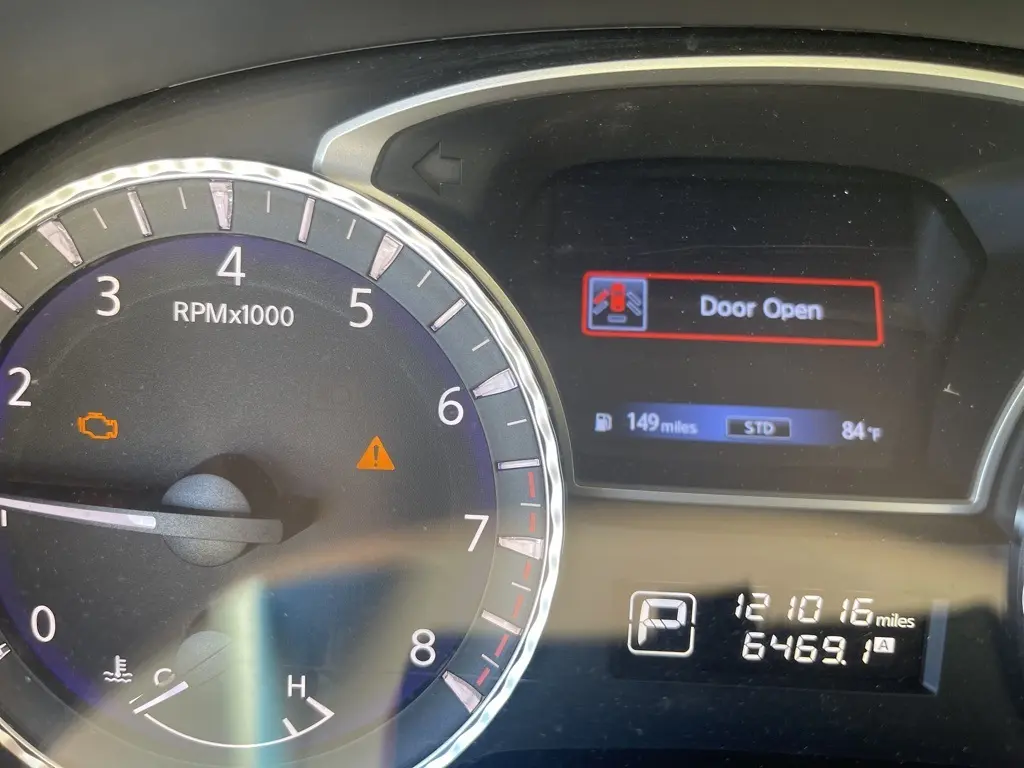 4
3
5
RPMx1000
Door Open
2
6
149 miles STD 84°F
1
7
P
121016 miles
6469.1 A
0
8
C
H